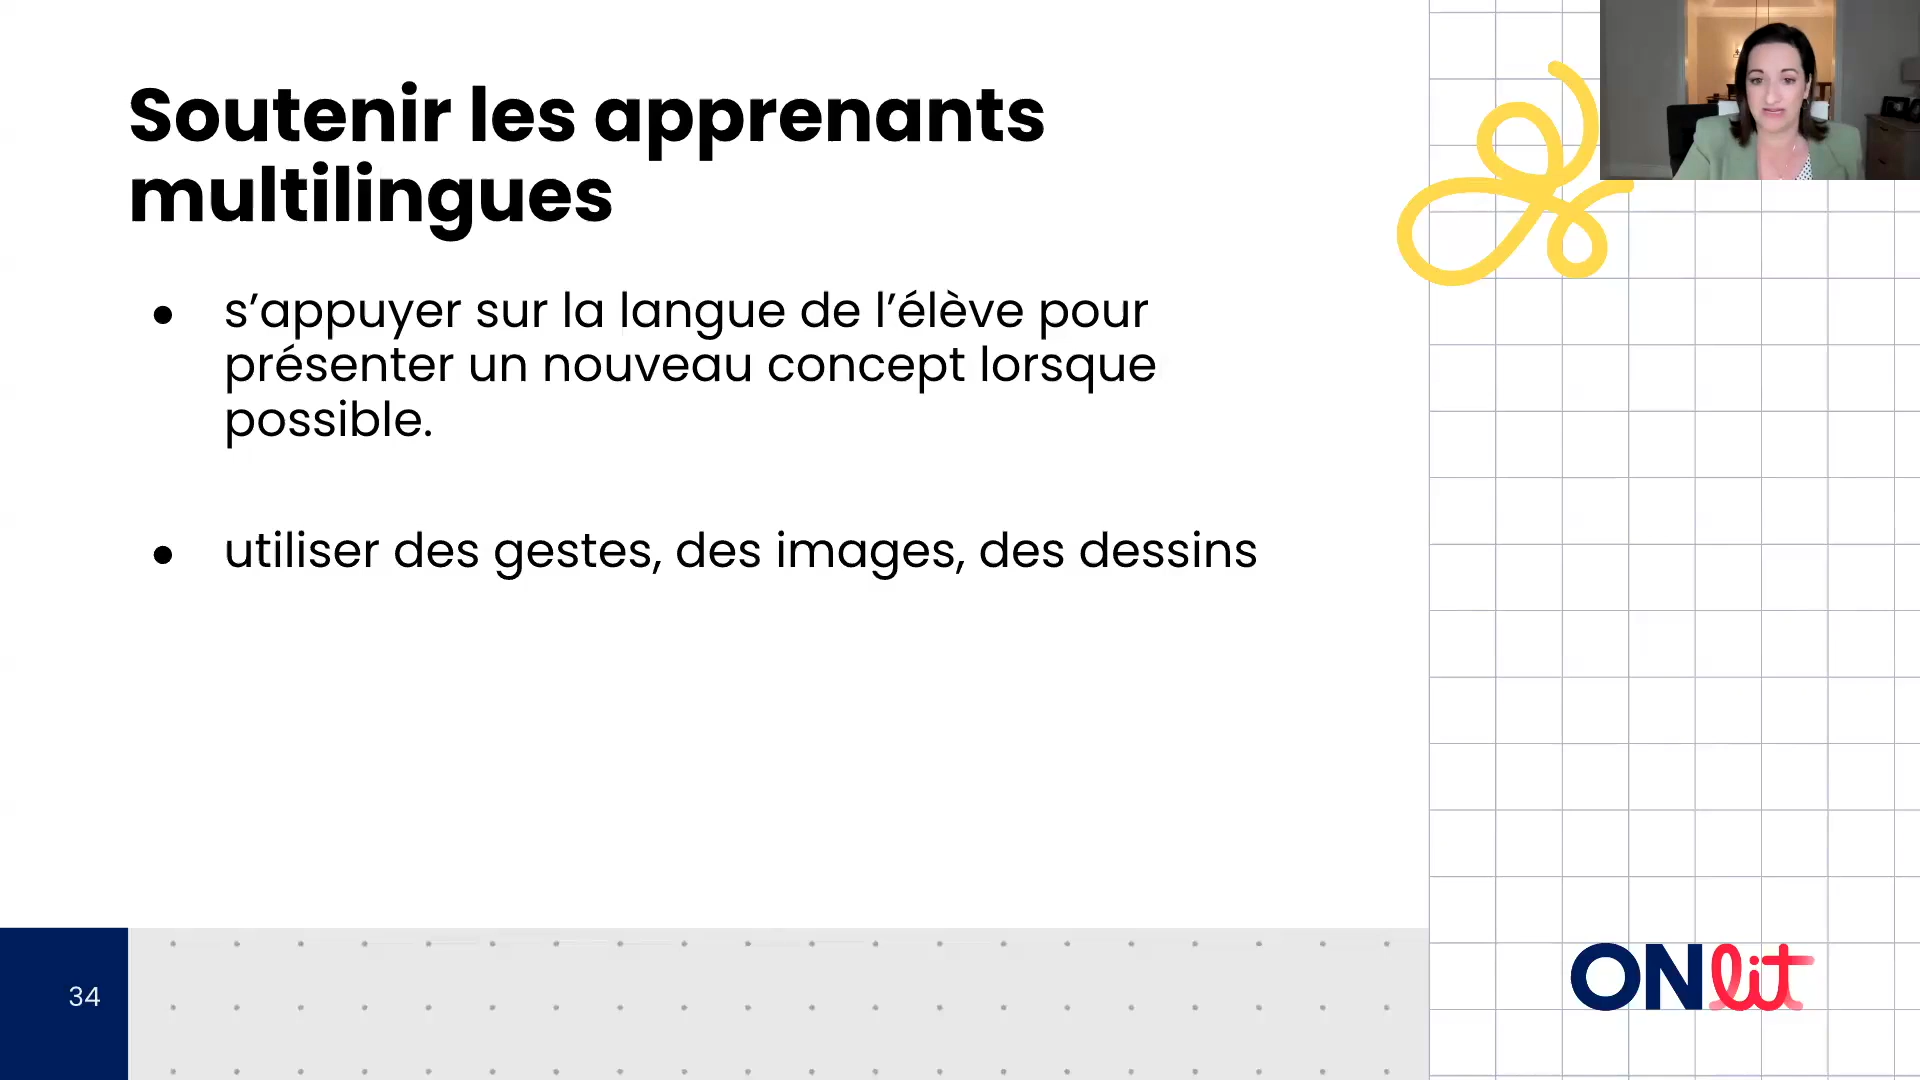 Soutenir les apprenants
multilingues
● s’appuyer sur la langue de l’élève pour
présenter un nouveau concept lorsque
possible.
● utiliser des gestes, des images, des dessins
34
ONlit